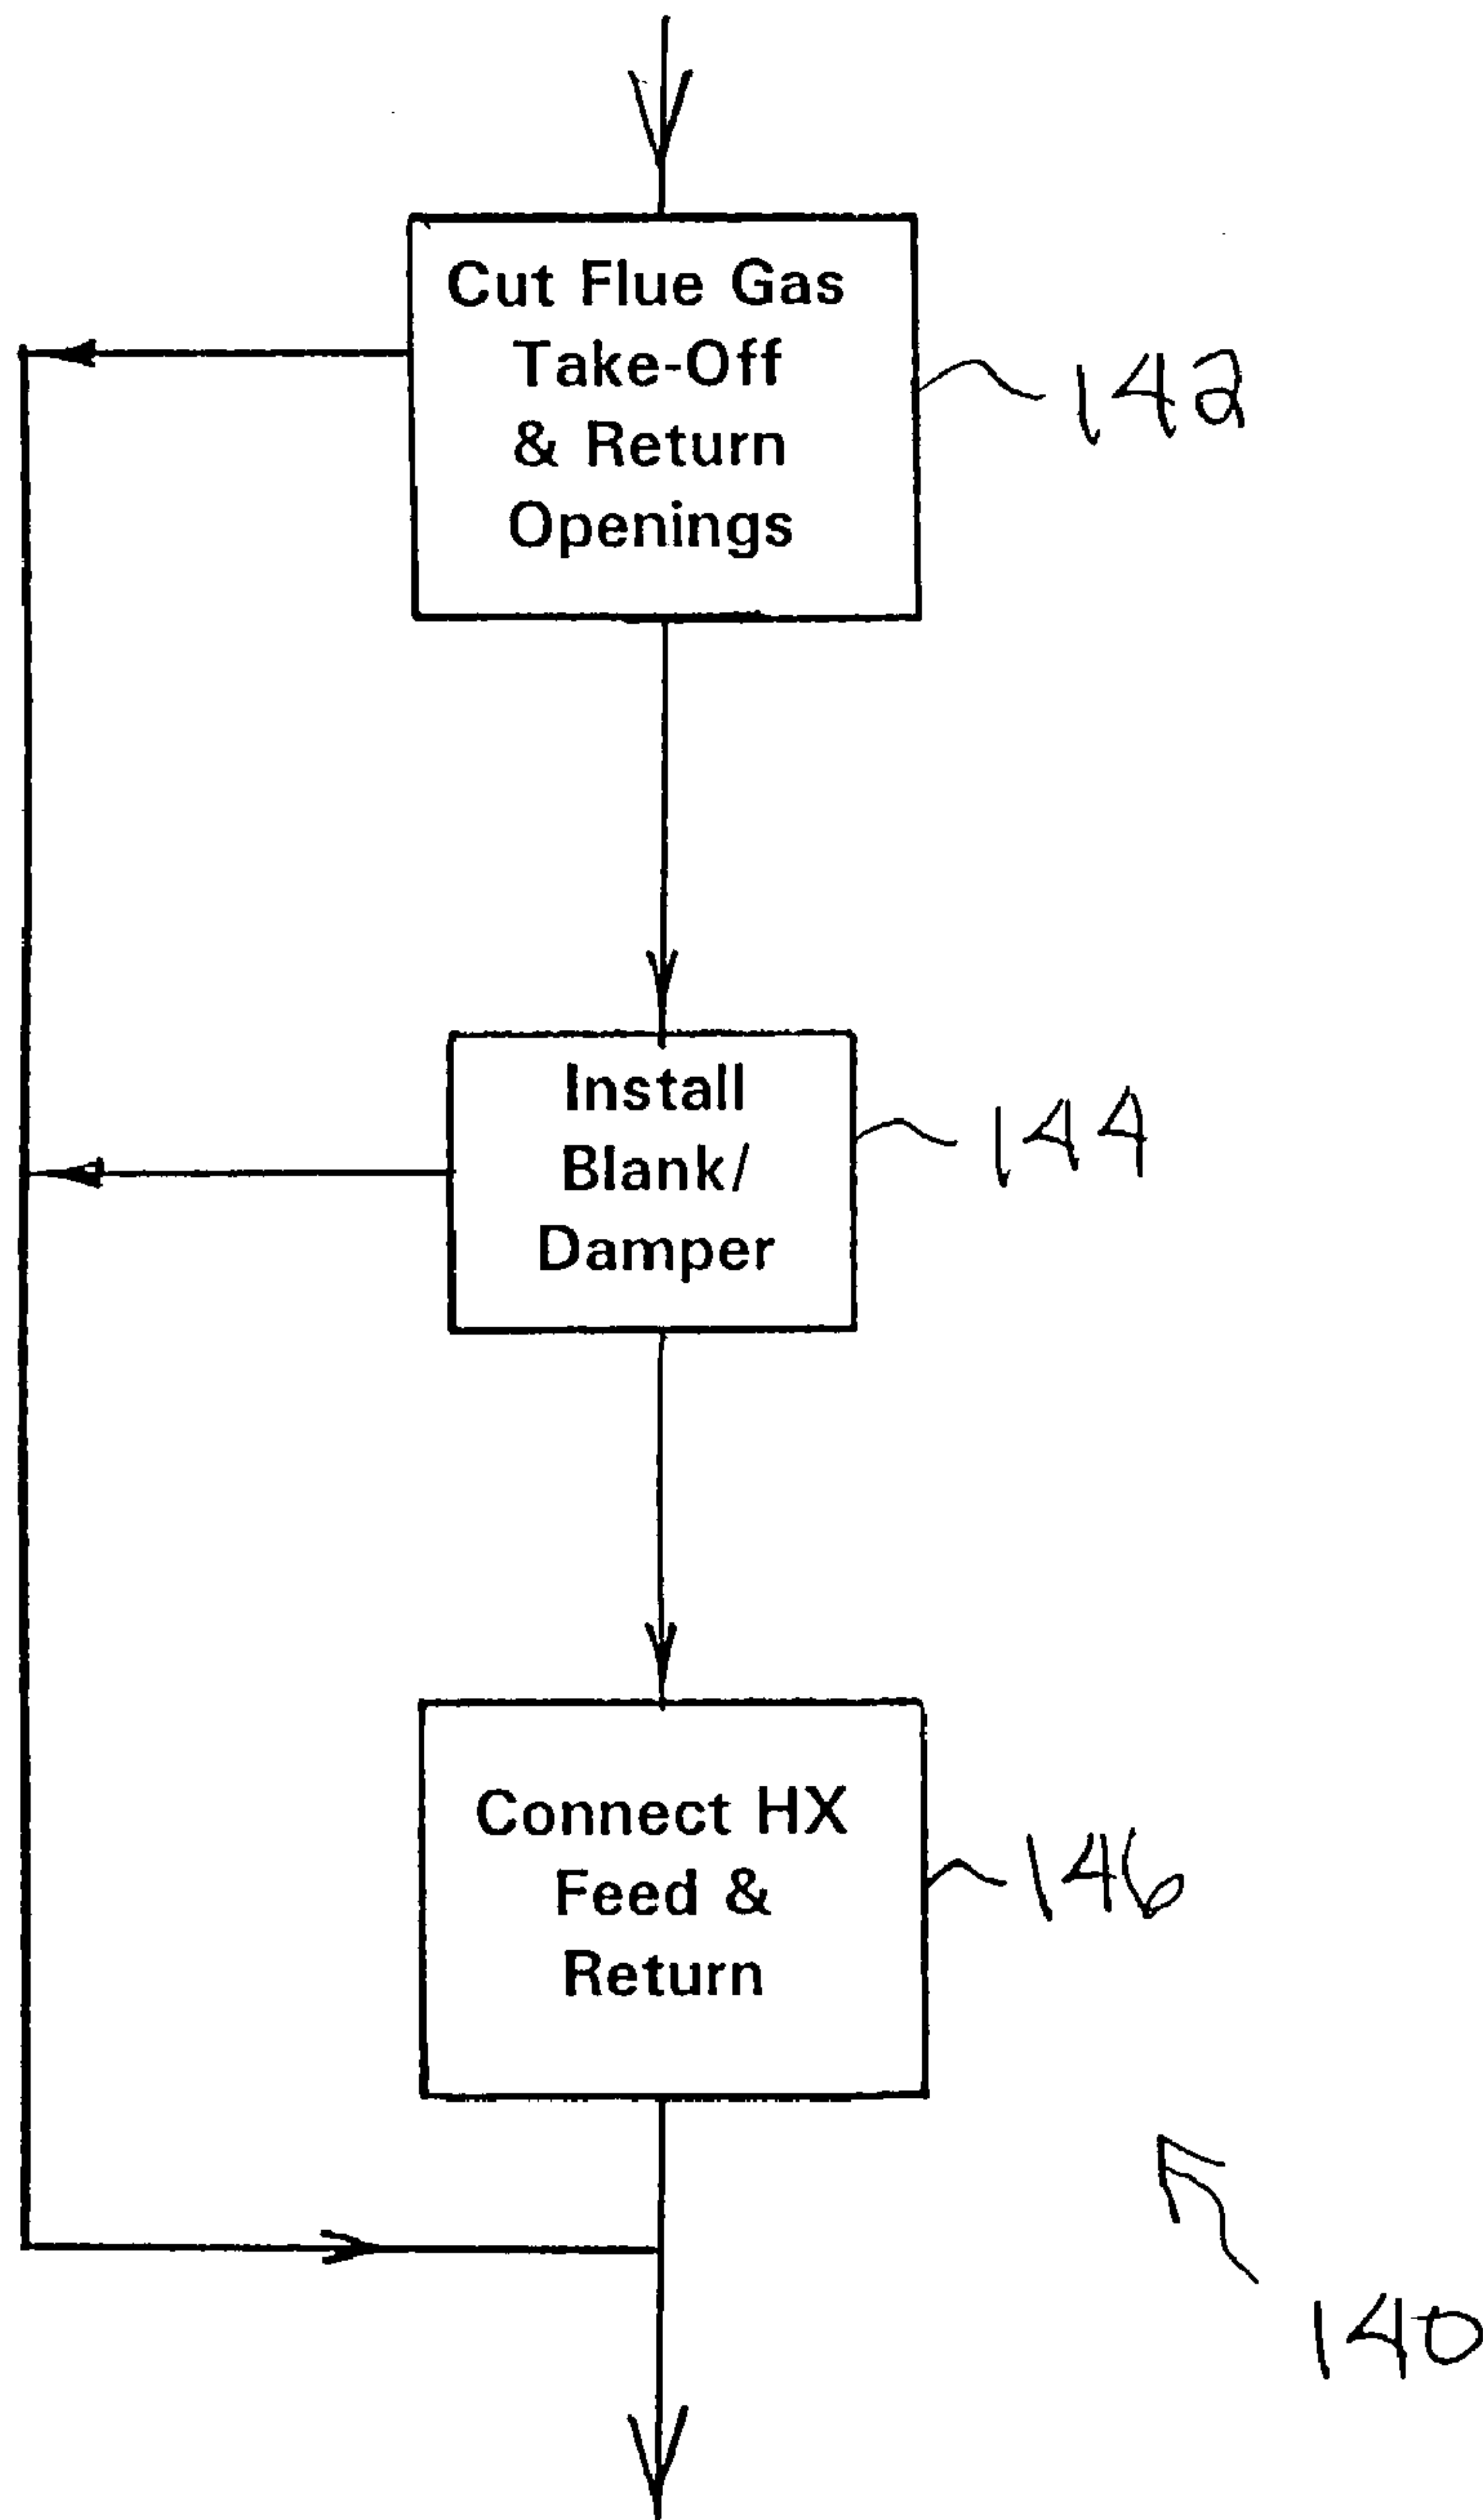 Cut Flue Gas
Take-Off
& Return
Openings
142
Install
Blank/
Damper
144
Connect HX
Feed &
Return
146
140